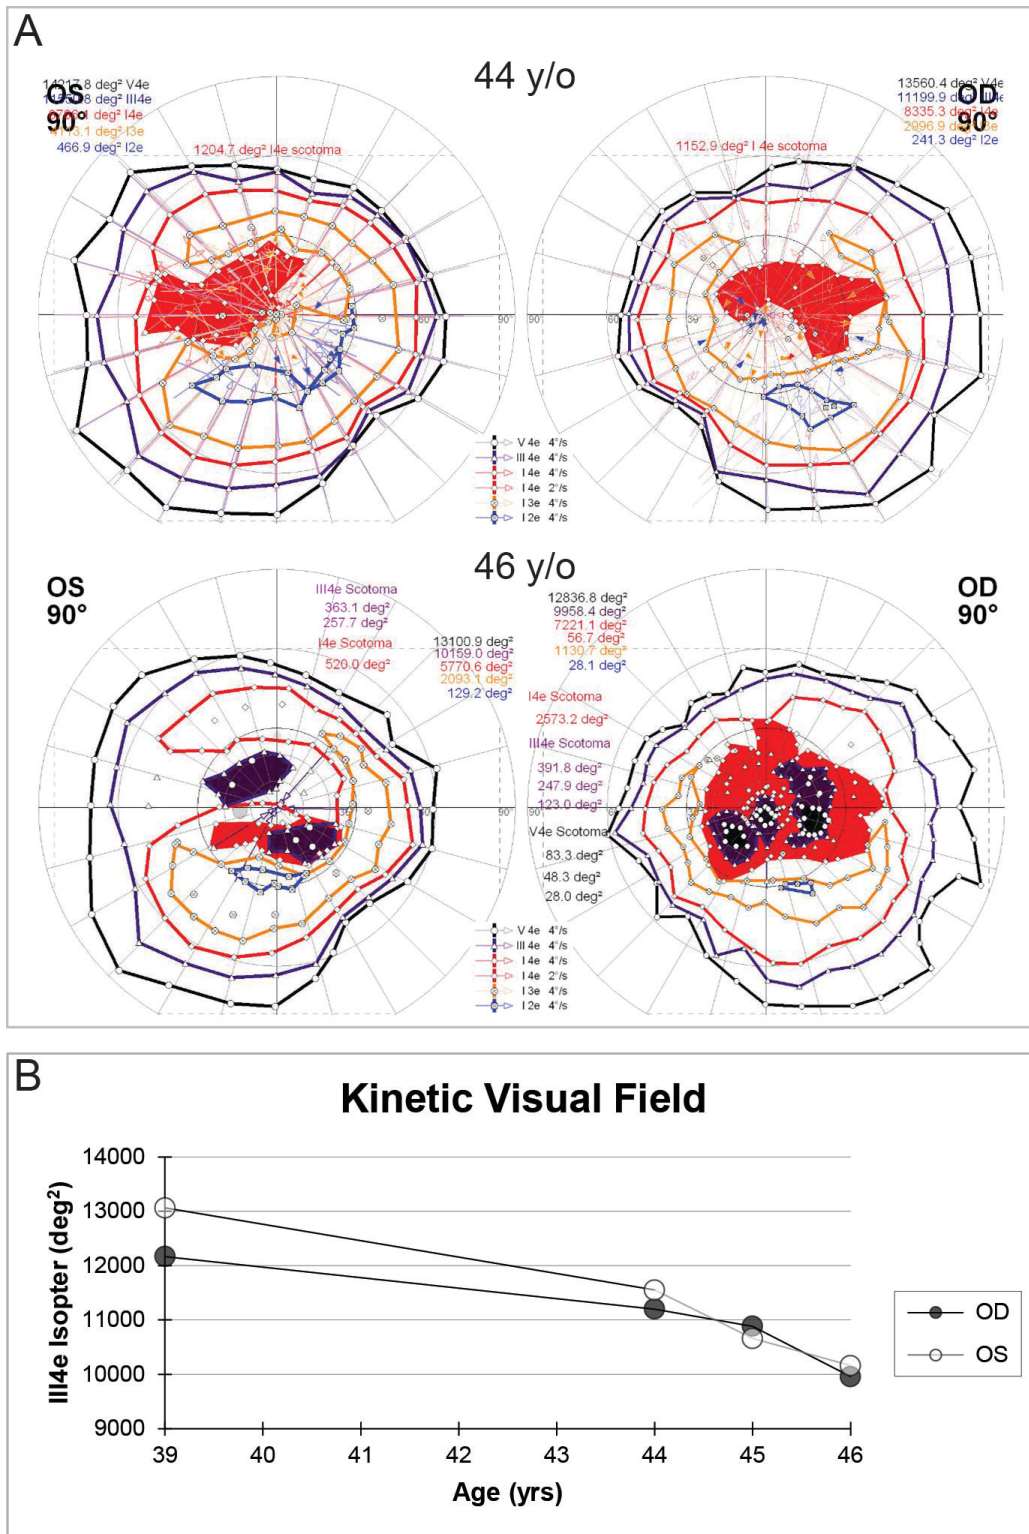 A
44 y/o
OS
90°
14217.8 deg² V4e
deg² III4e
deg² I4e
4113.1 deg² I3e
466.9 deg² I2e
1204.7 deg² I4e scotoma
OD
90°
13560.4 deg² V4e
11199.9 deg² III4e
8335.3 deg² I4e
2996.9 deg² I3e
241.3 deg² I2e
1152.9 deg² I 4e scotoma
90
90
60
30
V 4e 4°/s
III 4e 4°/s
I 4e 4°/s
I 4e 2°/s
I 3e 4°/s
I 2e 4°/s
46 y/o
OS
90°
III4e Scotoma
363.1 deg²
257.7 deg²
I4e Scotoma
520.0 deg²
13100.9 deg²
10159.0 deg²
5770.6 deg²
2093.1 deg²
129.2 deg²
OD
90°
12836.8 deg²
9958.4 deg²
7221.1 deg²
56.7 deg²
1130.7 deg²
28.1 deg²
I4e Scotoma
2573.2 deg²
III4e Scotoma
391.8 deg²
247.9 deg²
123.0 deg²
V4e Scotoma
83.3 deg²
48.3 deg²
28.0 deg²
60
90
90
60
V 4e 4°/s
III 4e 4°/s
I 4e 4°/s
I 4e 2°/s
I 3e 4°/s
I 2e 4°/s
B
Kinetic Visual Field
III4e Isopter (deg²)
14000
13000
12000
11000
10000
9000
39 40 41 42 43 44 45 46
Age (yrs)
OD
OS